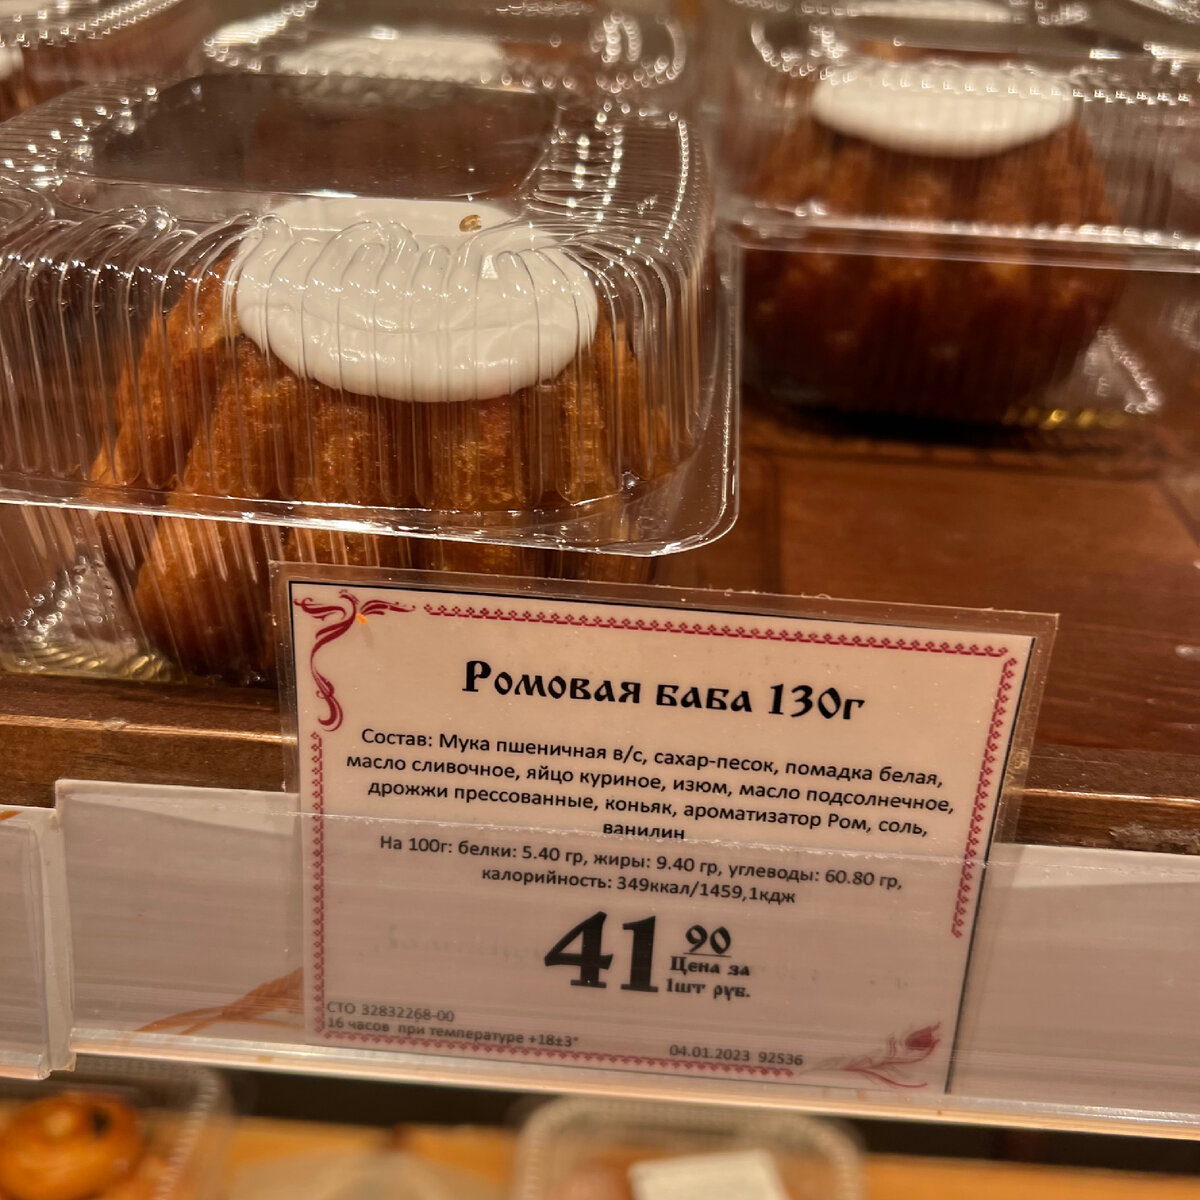 Ромовая баба 130г
Состав: Мука пшеничная в/с, сахар-песок, помадка белая,
масло сливочное, яйцо куриное, изюм, масло подсолнечное,
дрожжи прессованные, коньяк, ароматизатор Ром, соль,
ванилин
На 100г: белки: 5.40 гр, жиры: 9.40 гр, углеводы: 60.80 гр,
калорийность: 349ккал/1459,1кдж
41 90
Цена за
1шт руб.
СТО 32832268-00
16 часов при температуре +18±3°
04.01.2023 92536